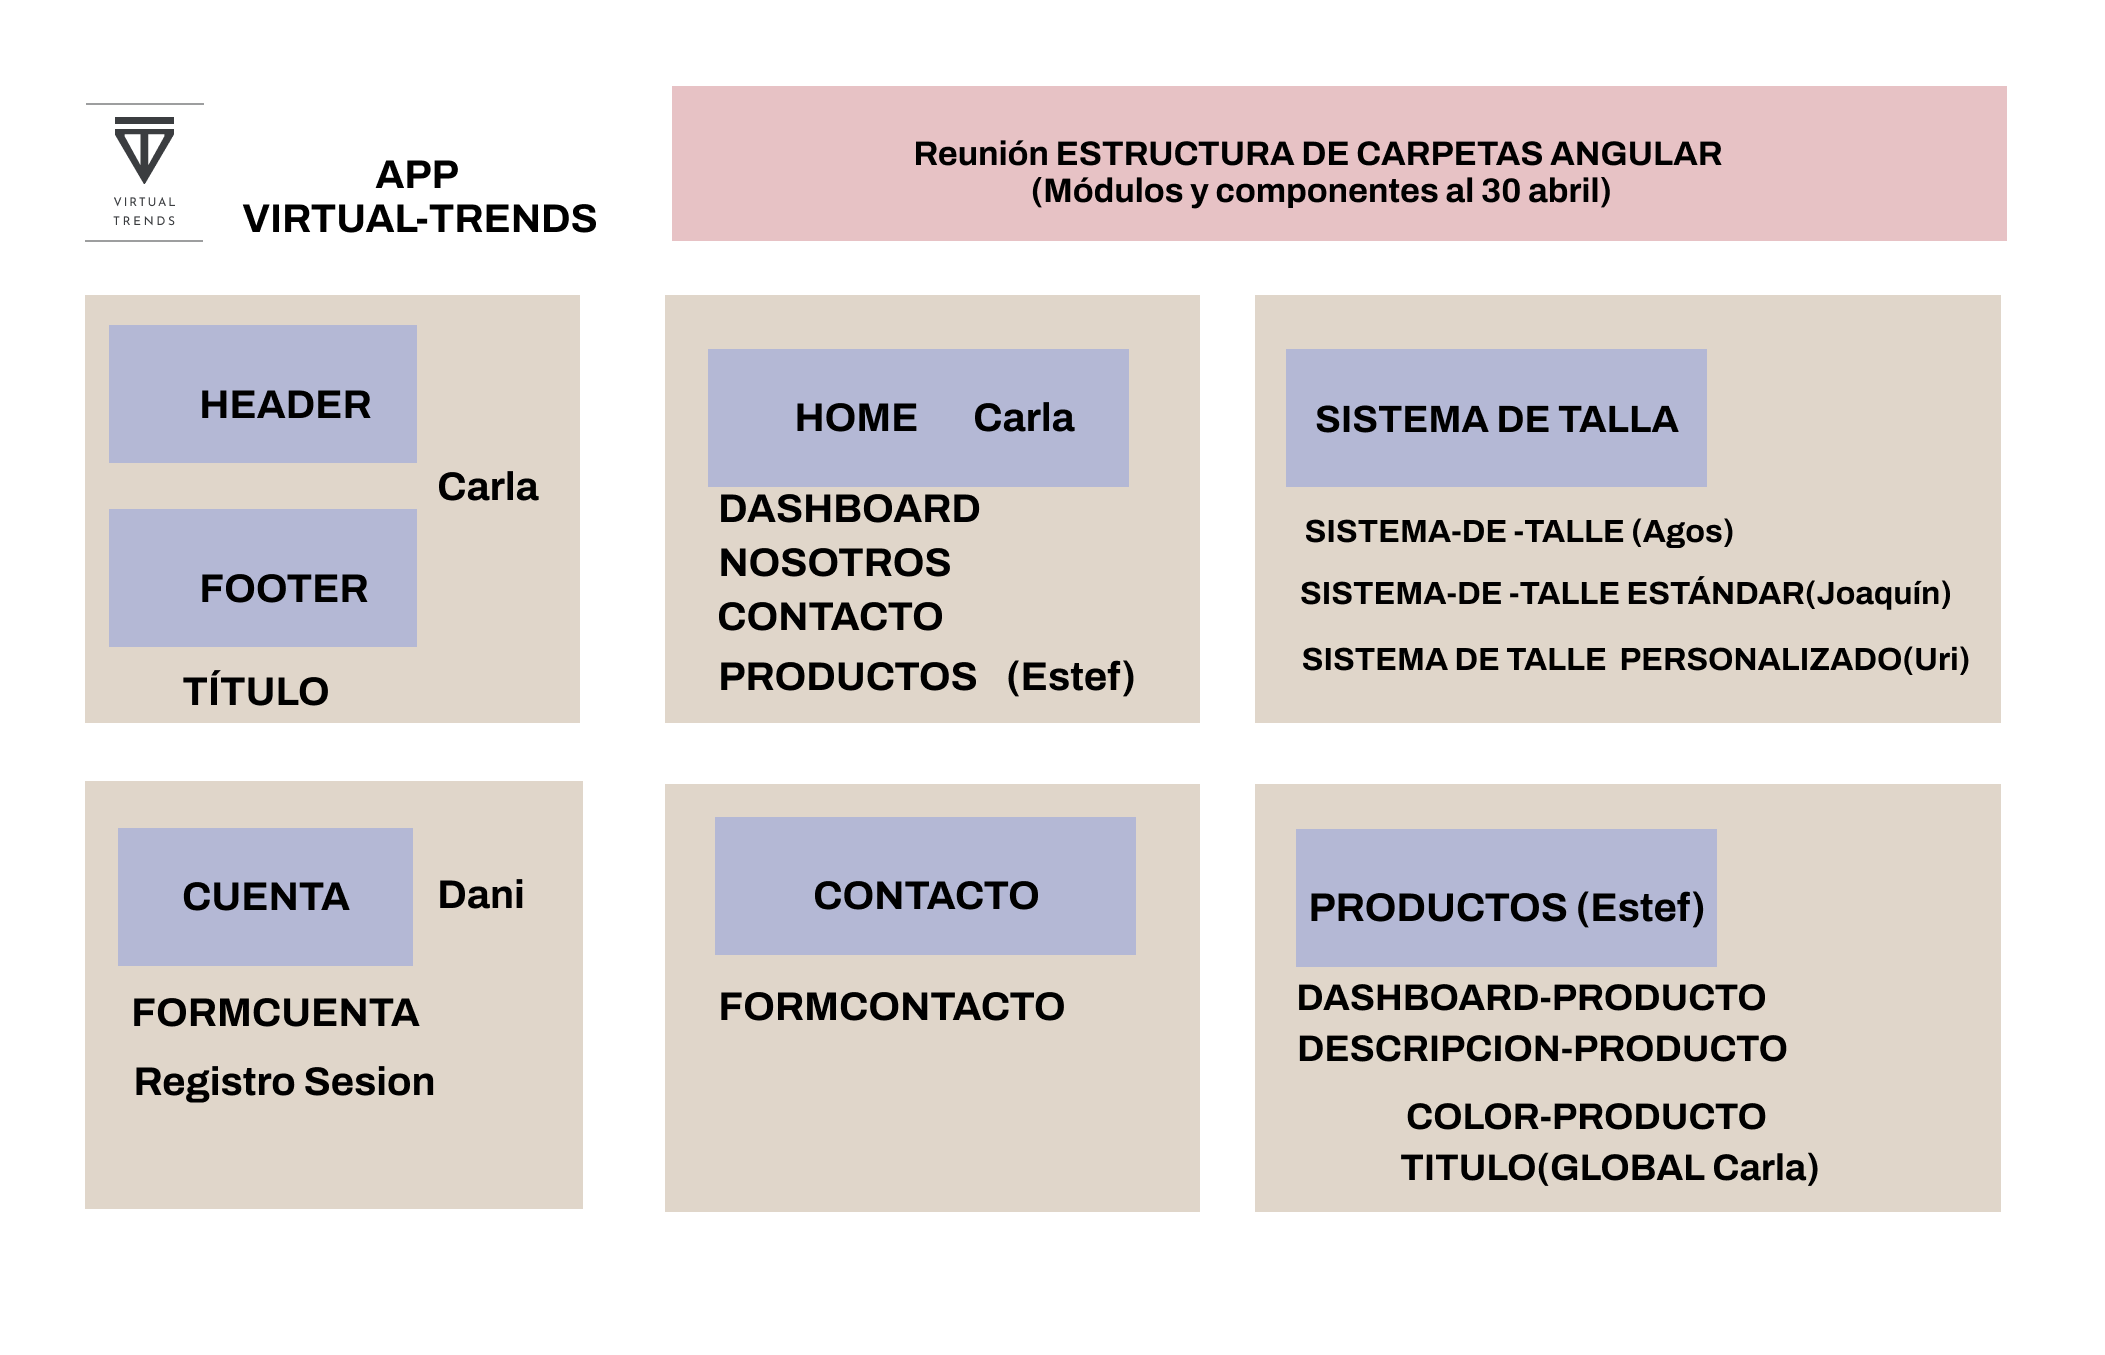 VIRTUAL
TRENDS
APP
VIRTUAL-TRENDS
Reunión ESTRUCTURA DE CARPETAS ANGULAR
(Módulos y componentes al 30 abril)
HEADER
Carla
FOOTER
TÍTULO
HOME Carla
DASHBOARD
NOSOTROS
CONTACTO
PRODUCTOS (Estef)
SISTEMA DE TALLA
SISTEMA-DE -TALLE (Agos)
SISTEMA-DE -TALLE ESTÁNDAR(Joaquín)
SISTEMA DE TALLE PERSONALIZADO(Uri)
CUENTA Dani
FORMCUENTA
Registro Sesion
CONTACTO
FORMCONTACTO
PRODUCTOS (Estef)
DASHBOARD-PRODUCTO
DESCRIPCION-PRODUCTO
COLOR-PRODUCTO
TITULO(GLOBAL Carla)